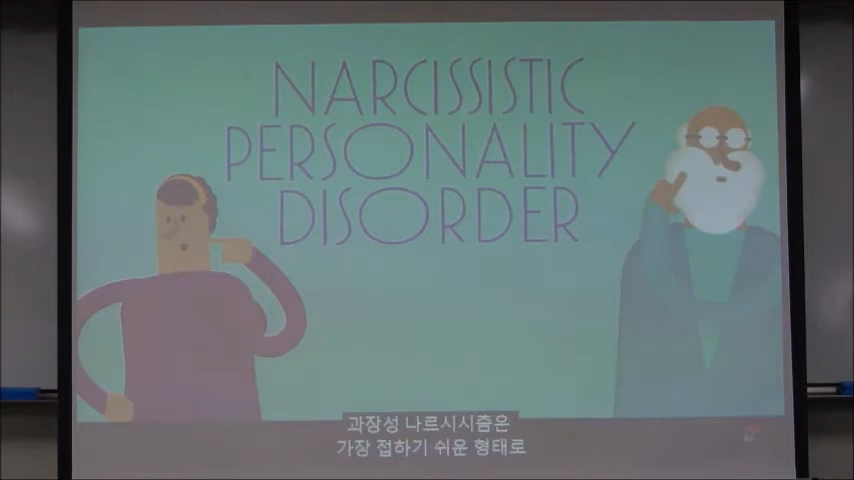 NARCISSISTIC
PERSONALITY
DISORDER
과장성 나르시시즘은
가장 접하기 쉬운 형태로